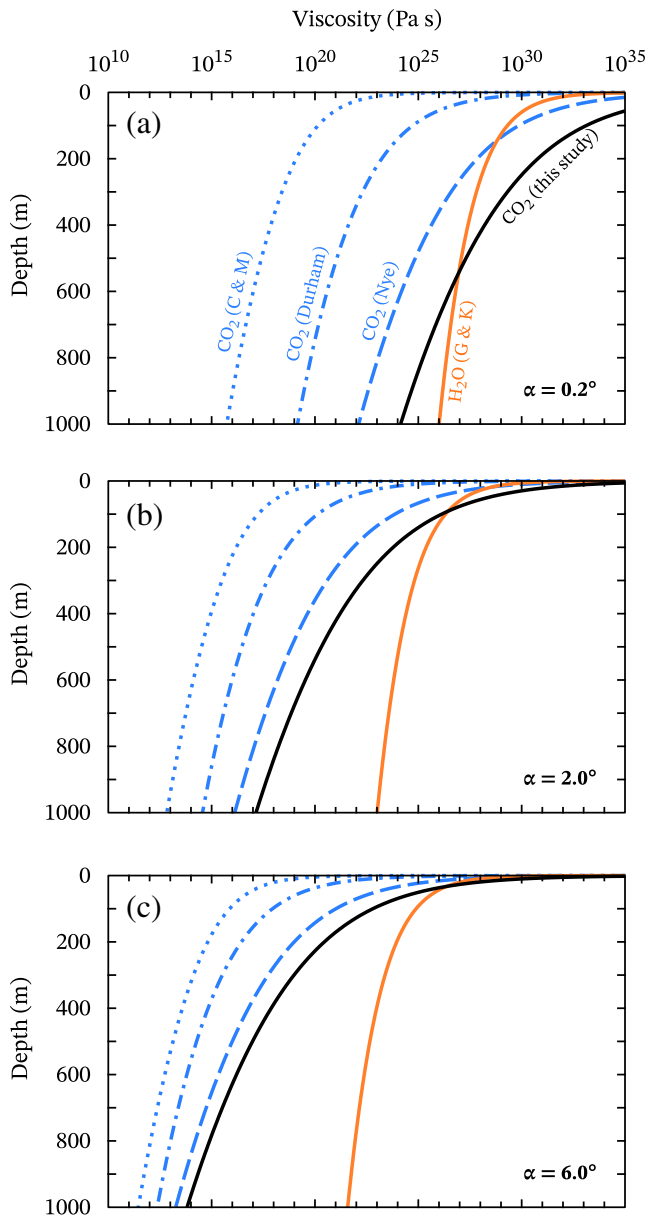 Viscosity (Pa s)
10^10 10^15 10^20 10^25 10^30 10^35
(a)
Depth (m)
0
200
400
600
800
1000
CO₂ (C & M)
CO₂ (Durham)
CO₂ (Nye)
H₂O (G & K)
CO₂ (this study)
α = 0.2°
(b)
Depth (m)
0
200
400
600
800
1000
α = 2.0°
(c)
Depth (m)
0
200
400
600
800
1000
α = 6.0°